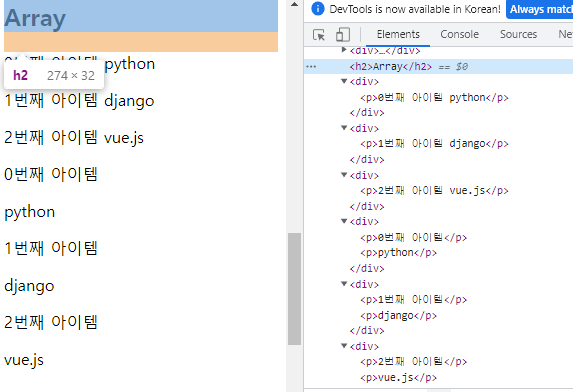 Array
0번째 아이템 python
h2 274 × 32
1번째 아이템 django
2번째 아이템 vue.js
0번째 아이템
python
1번째 아이템
django
2번째 아이템
vue.js
DevTools is now available in Korean! Always match
Elements Console Sources Ne
<div>…</div>
<h2>Array</h2> == $0
<div>
<p>0번째 아이템 python</p>
</div>
<div>
<p>1번째 아이템 django</p>
</div>
<div>
<p>2번째 아이템 vue.js</p>
</div>
<div>
<p>0번째 아이템</p>
<p>python</p>
</div>
<div>
<p>1번째 아이템</p>
<p>django</p>
</div>
<div>
<p>2번째 아이템</p>
<p>vue.js</p>